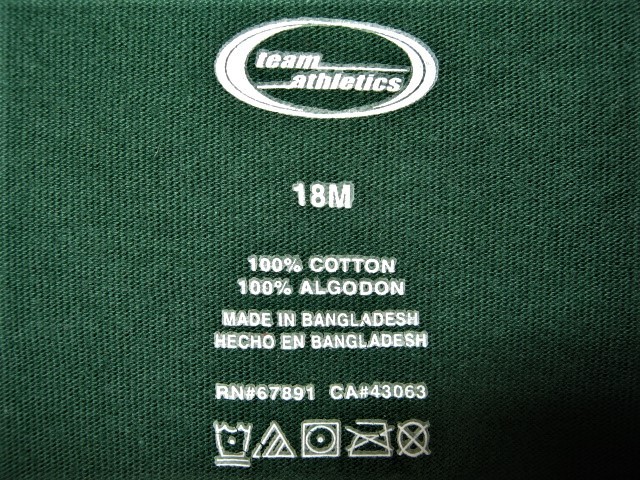 team
athletics
18M
100% COTTON
100% ALGODON
MADE IN BANGLADESH
HECHO EN BANGLADESH
RN#67891 CA#43063